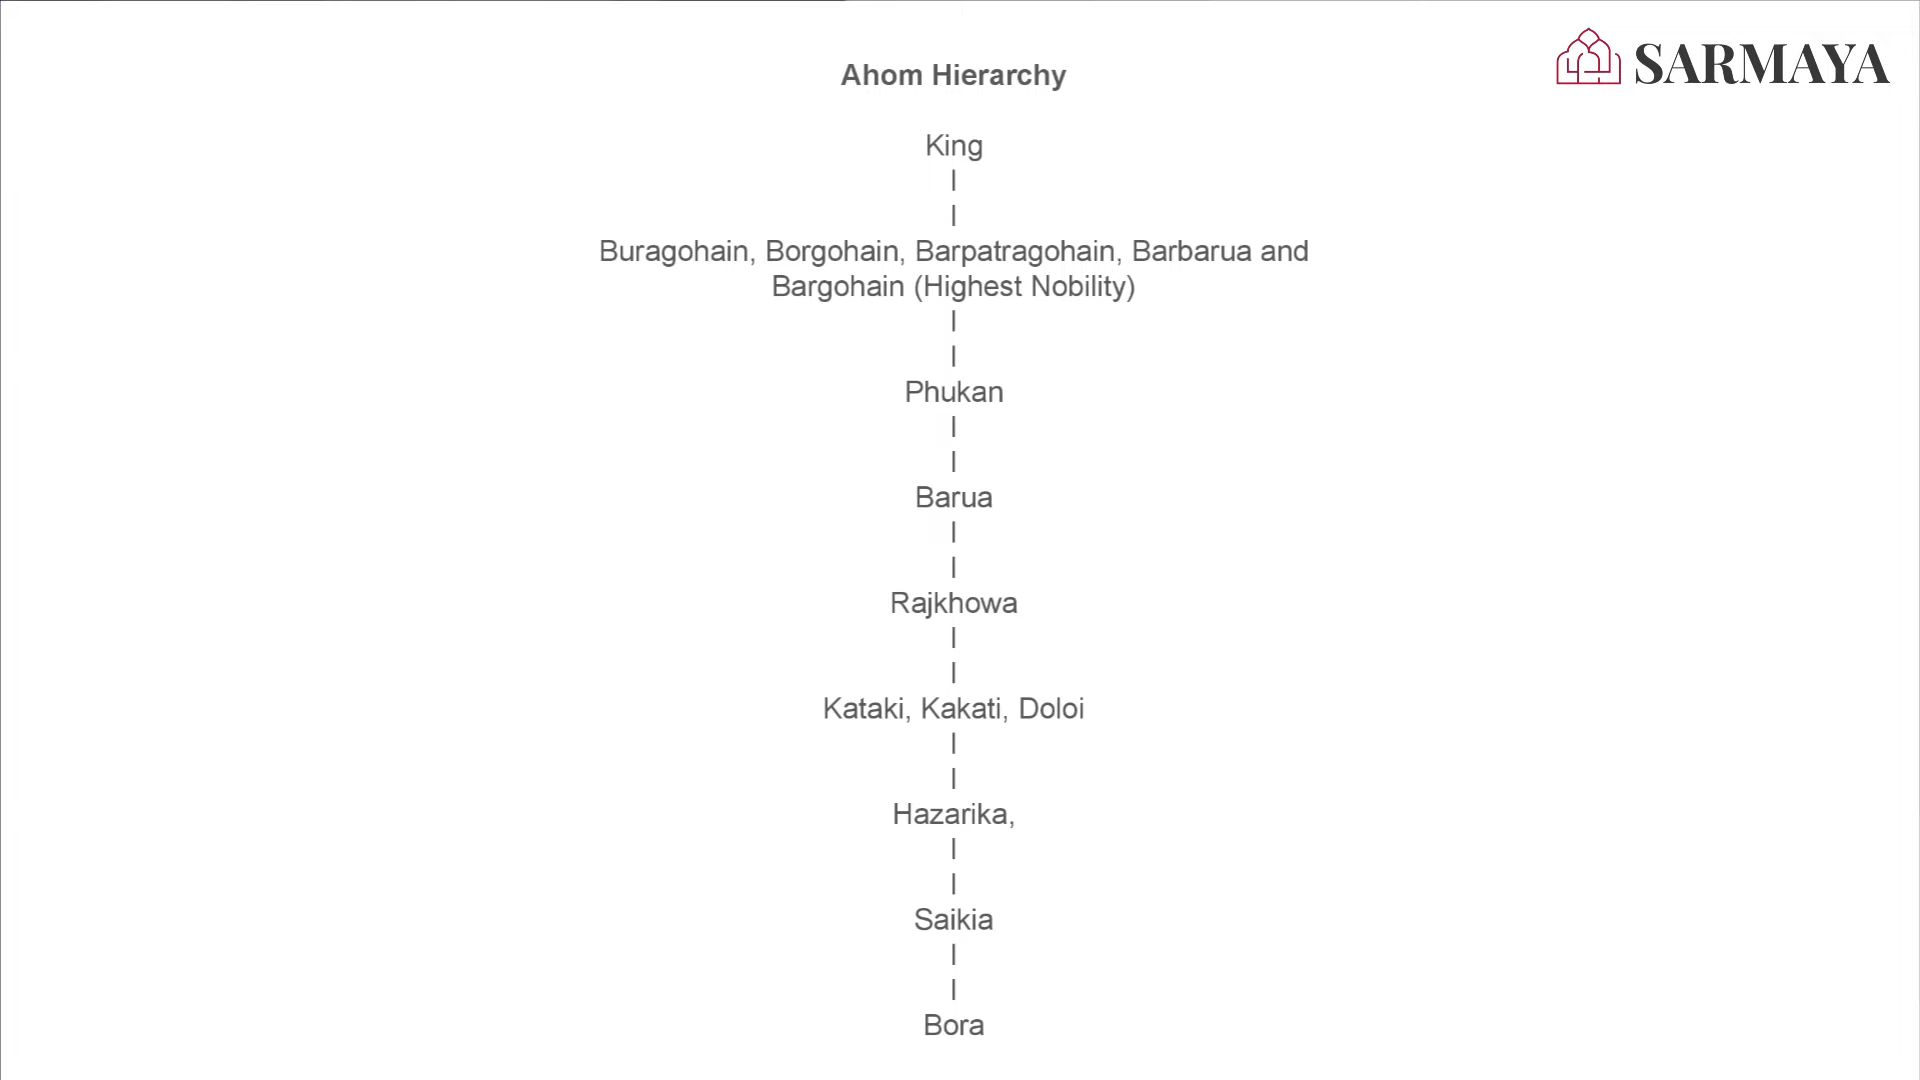 SARMAYA
Ahom Hierarchy
King
|
|
Buragohain, Borgohain, Barpatragohain, Barbarua and
Bargohain (Highest Nobility)
|
|
Phukan
|
|
Barua
|
|
Rajkhowa
|
|
Kataki, Kakati, Doloi
|
|
Hazarika,
|
|
Saikia
|
|
Bora